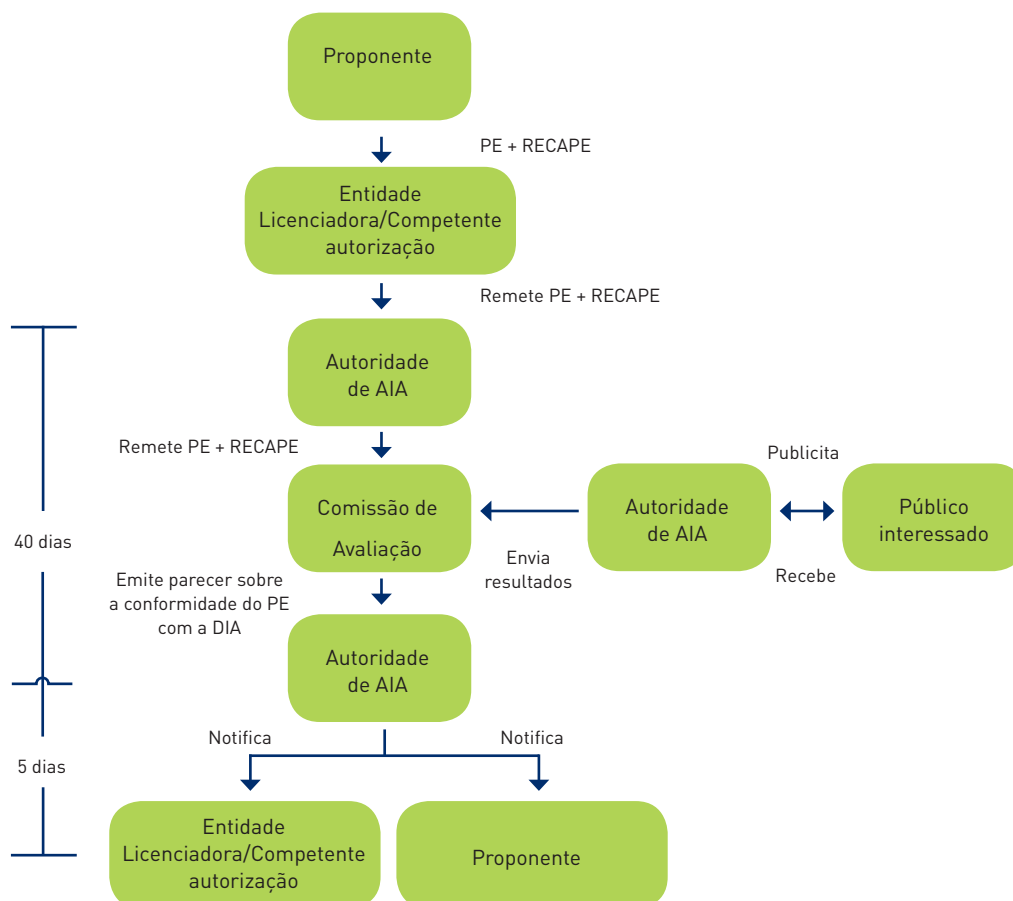 Proponente
PE + RECAPE
Entidade
Licenciadora/Competente
autorização
Remete PE + RECAPE
Autoridade
de AIA
Remete PE + RECAPE
Publicita
Comissão de
Avaliação
Autoridade
de AIA
Público
interessado
40 dias
Envia
resultados
Recebe
Emite parecer sobre
a conformidade do PE
com a DIA
Autoridade
de AIA
Notifica
Notifica
5 dias
Entidade
Licenciadora/Competente
autorização
Proponente